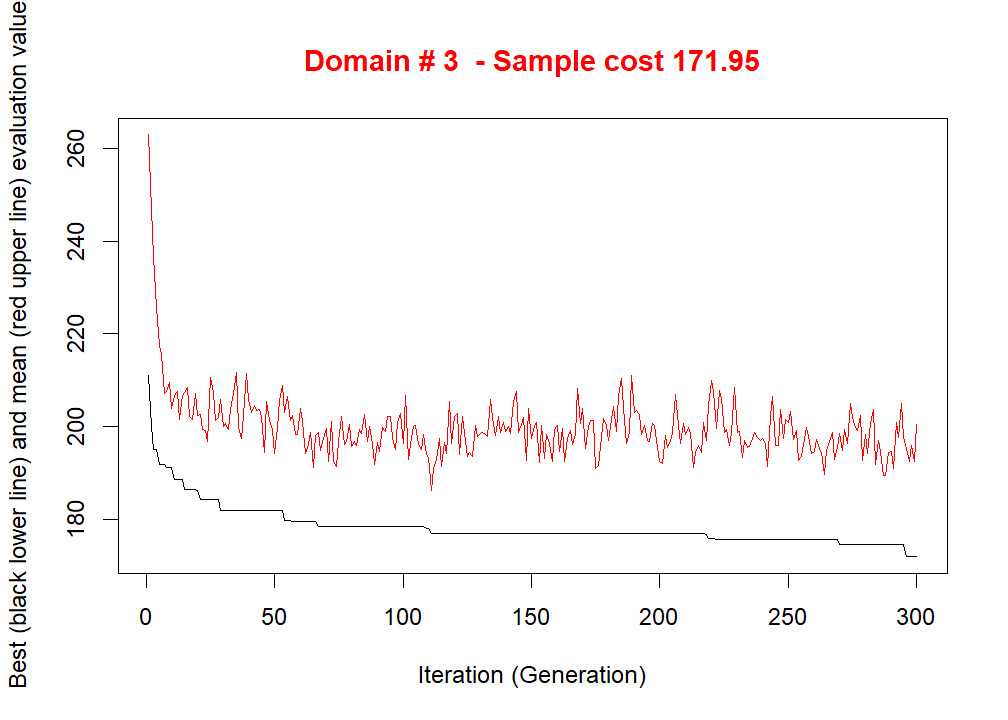 Domain # 3  - Sample cost 171.95
Best (black lower line) and mean (red upper line) evaluation value
260
240
220
200
180
0 50 100 150 200 250 300
Iteration (Generation)